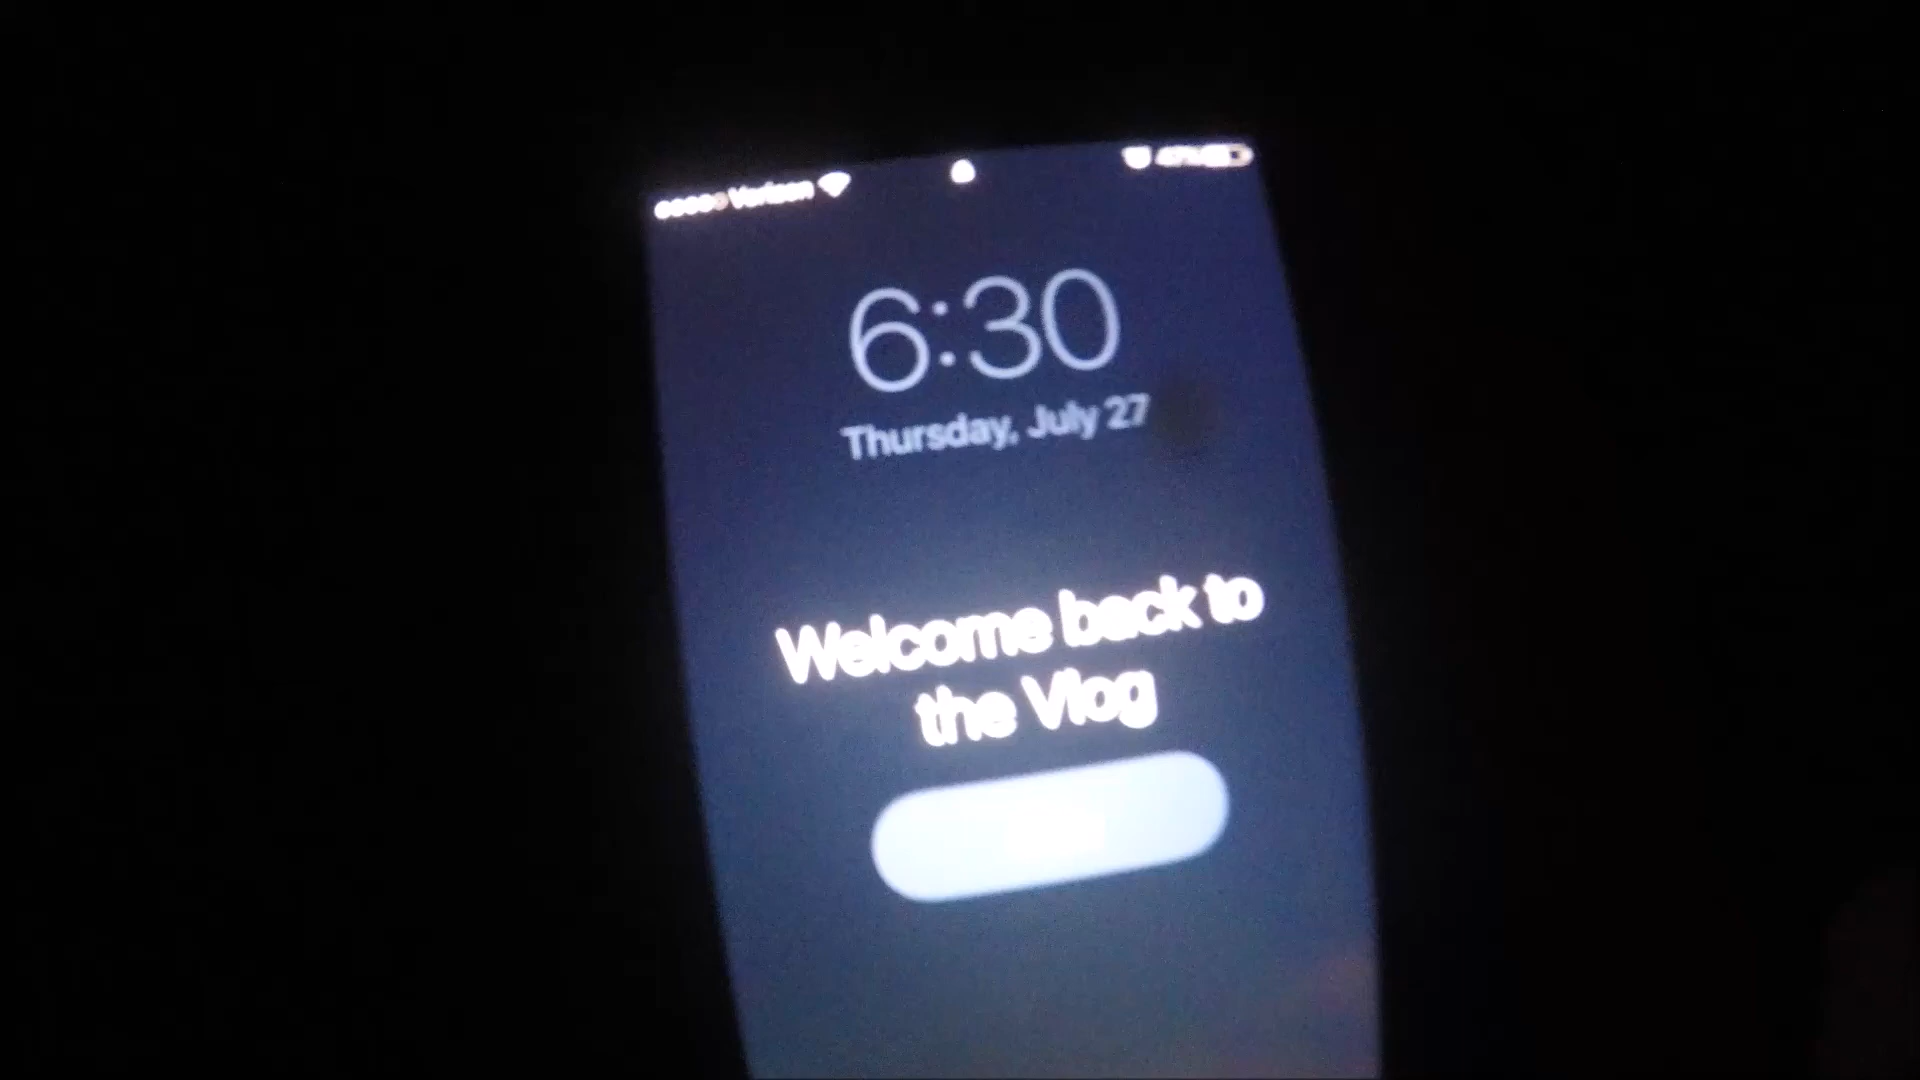 Verizon
6:30
Thursday, July 27
Welcome back to
the Vlog